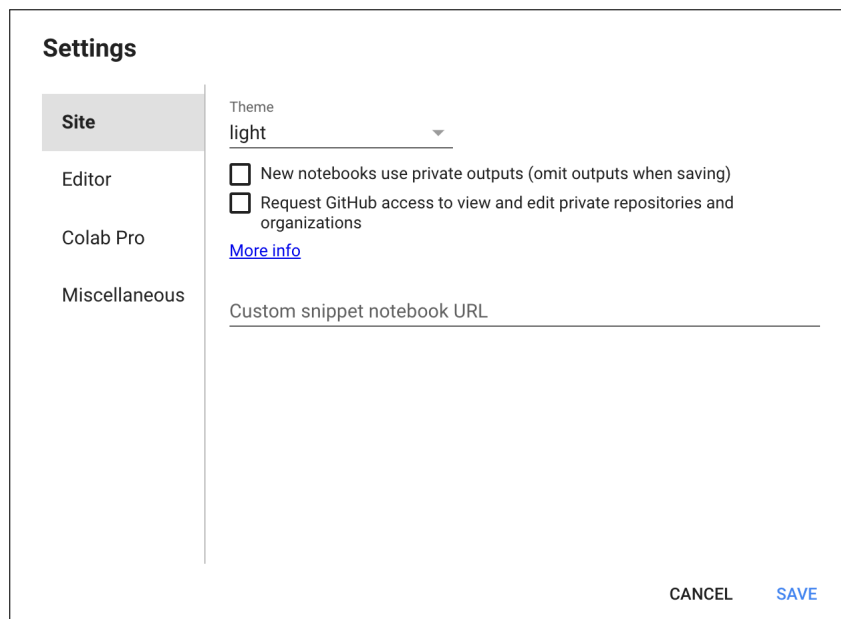 Settings
Site
Editor
Colab Pro
Miscellaneous
Theme
light
New notebooks use private outputs (omit outputs when saving)
Request GitHub access to view and edit private repositories and
organizations
More info
Custom snippet notebook URL
CANCEL
SAVE